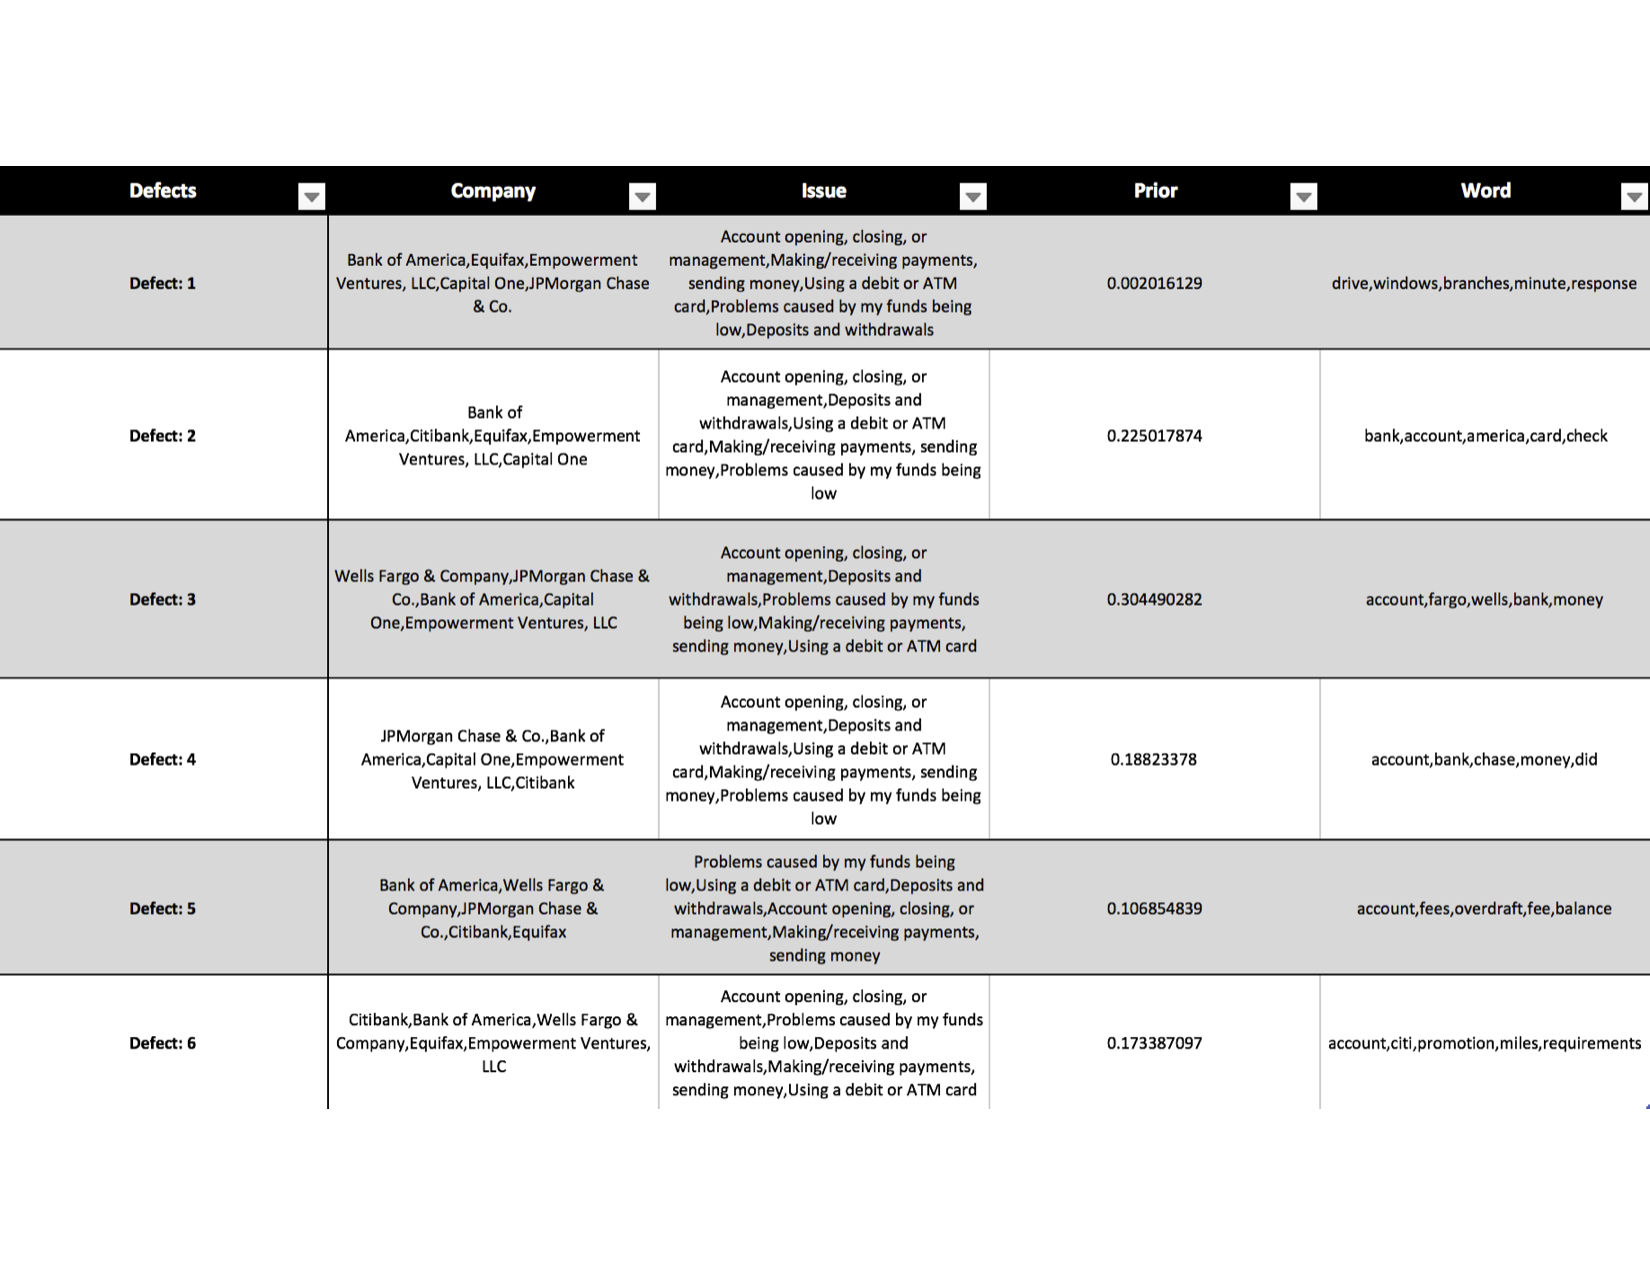 Defects Company Issue Prior Word
Defect: 1
Bank of America,Equifax,Empowerment
Ventures, LLC,Capital One,JPMorgan Chase
& Co.
Account opening, closing, or
management,Making/receiving payments,
sending money,Using a debit or ATM
card,Problems caused by my funds being
low,Deposits and withdrawals
0.002016129
drive,windows,branches,minute,response
Defect: 2
Bank of
America,Citibank,Equifax,Empowerment
Ventures, LLC,Capital One
Account opening, closing, or
management,Deposits and
withdrawals,Using a debit or ATM
card,Making/receiving payments, sending
money,Problems caused by my funds being
low
0.225017874
bank,account,america,card,check
Defect: 3
Wells Fargo & Company,JPMorgan Chase &
Co.,Bank of America,Capital
One,Empowerment Ventures, LLC
Account opening, closing, or
management,Deposits and
withdrawals,Problems caused by my funds
being low,Making/receiving payments,
sending money,Using a debit or ATM card
0.304490282
account,fargo,wells,bank,money
Defect: 4
JPMorgan Chase & Co.,Bank of
America,Capital One,Empowerment
Ventures, LLC,Citibank
Account opening, closing, or
management,Deposits and
withdrawals,Using a debit or ATM
card,Making/receiving payments, sending
money,Problems caused by my funds being
low
0.18823378
account,bank,chase,money,did
Defect: 5
Bank of America,Wells Fargo &
Company,JPMorgan Chase &
Co.,Citibank,Equifax
Problems caused by my funds being
low,Using a debit or ATM card,Deposits and
withdrawals,Account opening, closing, or
management,Making/receiving payments,
sending money
0.106854839
account,fees,overdraft,fee,balance
Defect: 6
Citibank,Bank of America,Wells Fargo &
Company,Equifax,Empowerment Ventures,
LLC
Account opening, closing, or
management,Problems caused by my funds
being low,Deposits and
withdrawals,Making/receiving payments,
sending money,Using a debit or ATM card
0.173387097
account,citi,promotion,miles,requirements